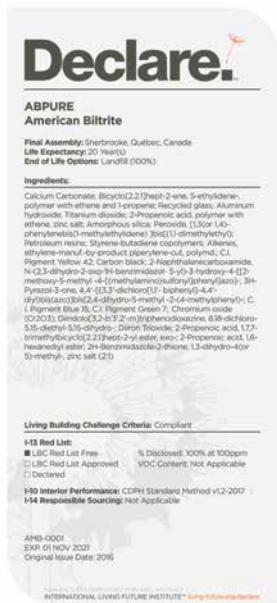 Declare.
ABPURE
American Biltrite
Final Assembly: Sherbrooke, Québec, Canada
Life Expectancy: 20 Year(s)
End of Life Options: Landfill (100%)
Ingredients:
Calcium Carbonate; Bicyclo[2.2.1]hept-2-ene, 5-ethylidene-,
polymer with ethene and 1-propene; Recycled glass; Aluminum
hydroxide; Titanium dioxide; 2-Propenoic acid, polymer with
ethene, zinc salt; Amorphous silica; Peroxide, [1,3(or 1,4)-
phenylenebis(1-methylethylidene) ]bis[(1,1-dimethylethyl);
Petroleum resins; Styrene-butadiene copolymers; Alkenes,
ethylene-manuf.-by-product piperylene-cut, polymd.; C.I.
Pigment Yellow 42; Carbon black; 2-Naphthalenecarboxamide,
N-(2,3-dihydro-2-oxo-1H-benzimidazol- 5-yl)-3-hydroxy-4-[[2-
methoxy-5-methyl -4-[(methylamino)sulfonyl]phenyl]azo]-; 3H-
Pyrazol-3-one, 4,4'-[(3,3'-dichloro[1,1'- biphenyl]-4,4'-
diyl)bis(azo)]bis[2,4-dihydro-5-methyl -2-(4-methylphenyl)-; C.
I. Pigment Blue 15; C.I. Pigment Green 7; Chromium oxide
(Cr2O3); Diindolo[3,2-b:3',2'-m]triphenodioxazine, 8,18-dichloro-
5,15-diethyl-5,15-dihydro-; Diiron Trioxide; 2-Propenoic acid, 1,7,7-
trimethylbicyclo[2.2.1]hept-2-yl ester, exo-; 2-Propenoic acid, 1,6-
hexanediyl ester; 2H-Benzimidazole-2-thione, 1,3-dihydro-4(or
5)-methyl-, zinc salt (2:1)
Living Building Challenge Criteria: Compliant
I-13 Red List:
LBC Red List Free % Disclosed: 100% at 100ppm
LBC Red List Approved VOC Content: Not Applicable
Declared
I-10 Interior Performance: CDPH Standard Method v1.2-2017
I-14 Responsible Sourcing: Not Applicable
AMB-0001
EXP. 01 NOV 2021
Original Issue Date: 2016
INTERNATIONAL LIVING FUTURE INSTITUTE™